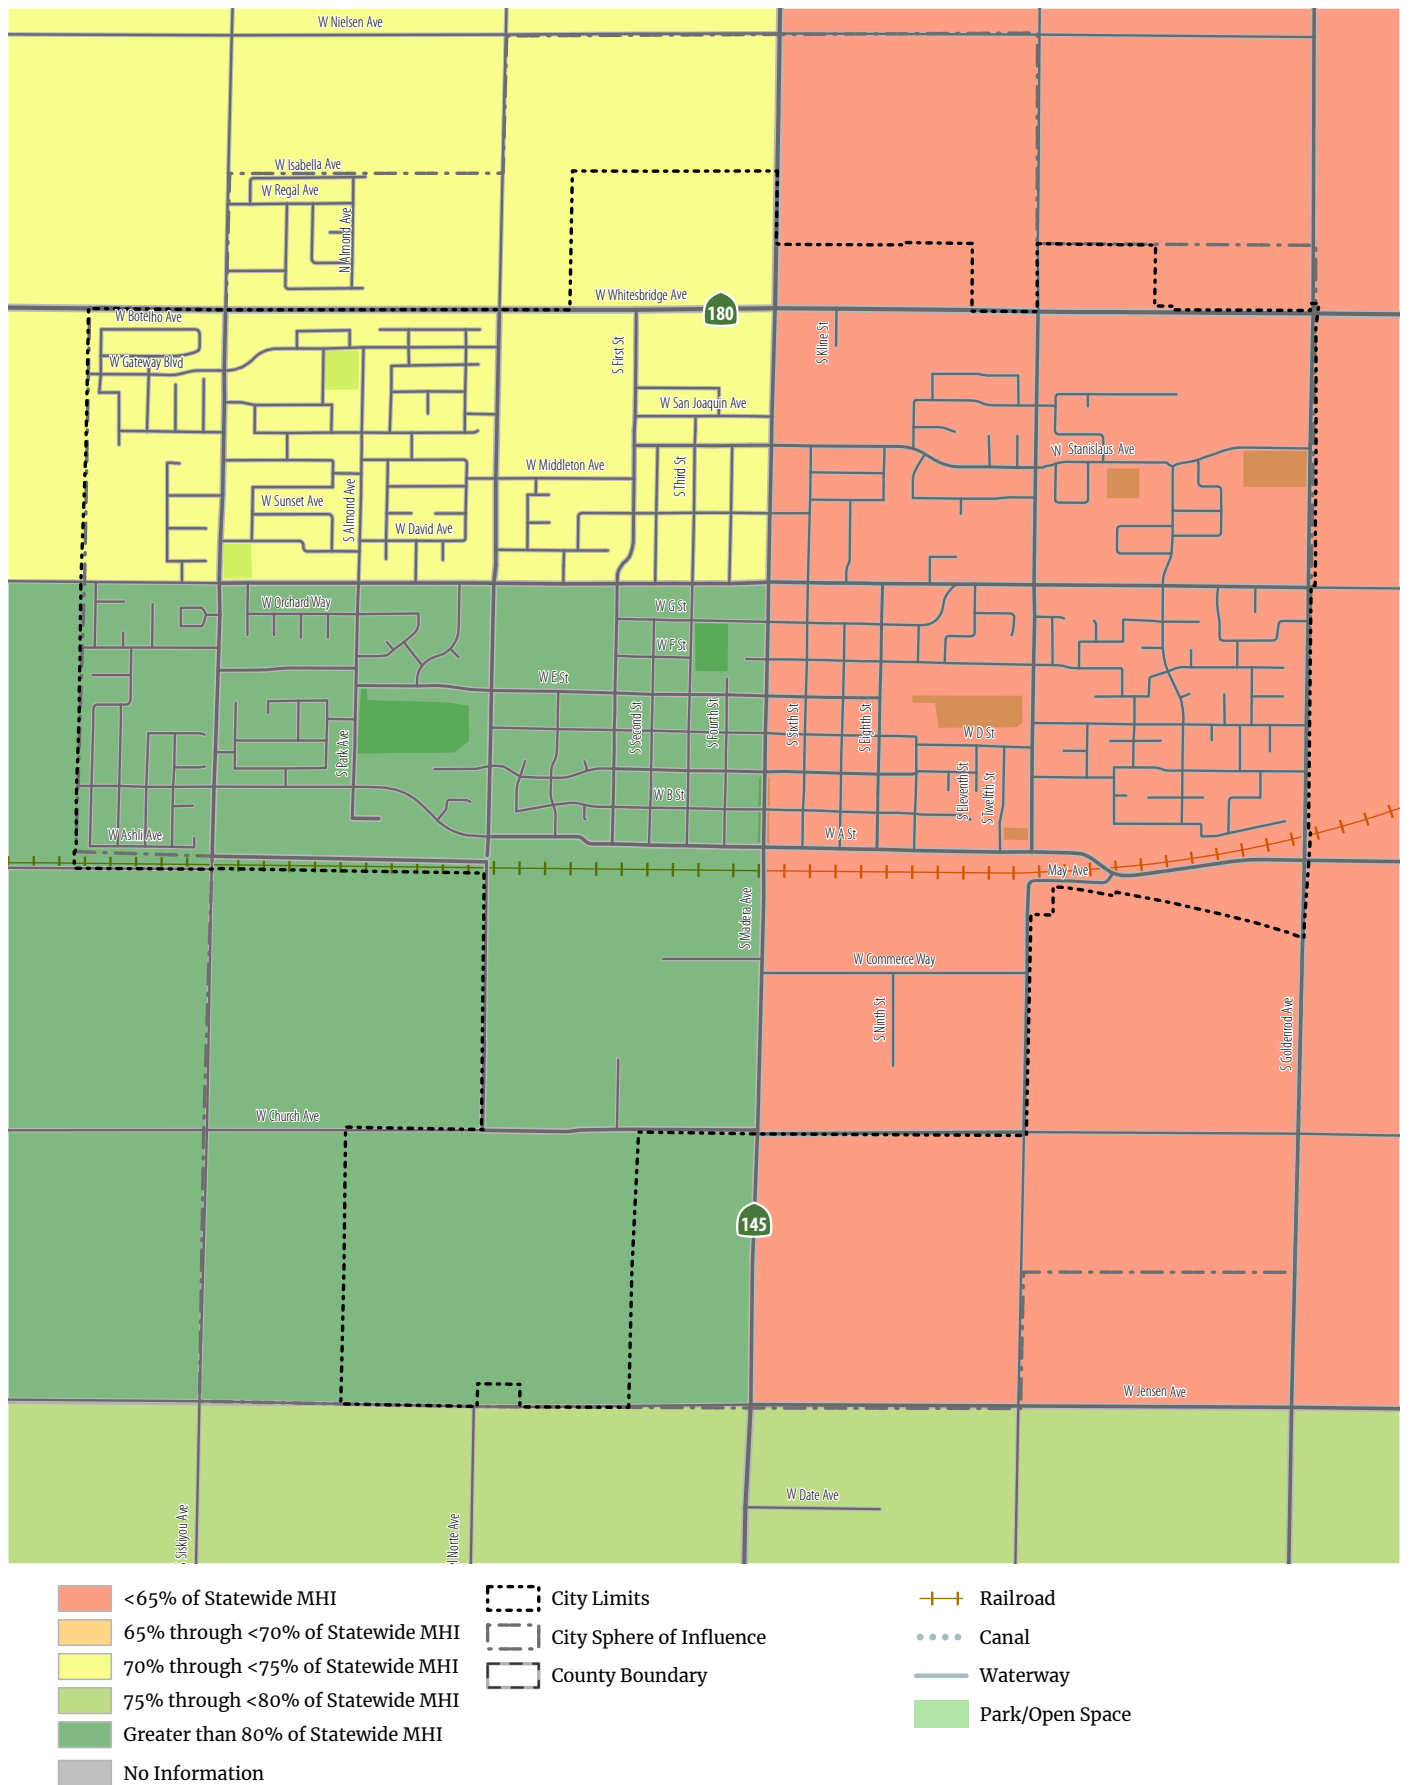 W Nielsen Ave
W Isabella Ave
W Regal Ave
N Almond Ave
W Whitesbridge Ave
180
W Botelho Ave
W Gateway Blvd
S First St
S Kline St
W San Joaquin Ave
W Stanislaus Ave
W Middleton Ave
S Third St
W Sunset Ave
S Almond Ave
W David Ave
W Orchard Way
W G St
W F St
W E St
S Second St
S Fourth St
S Sixth St
S Eighth St
W D St
S Park Ave
S Eleventh St
S Twelfth St
W B St
W Ashli Ave
W A St
May Ave
S Madera Ave
W Commerce Way
S Ninth St
S Goldenrod Ave
W Church Ave
145
W Jensen Ave
W Date Ave
Siskiyou Ave
Norte Ave
<65% of Statewide MHI
65% through <70% of Statewide MHI
70% through <75% of Statewide MHI
75% through <80% of Statewide MHI
Greater than 80% of Statewide MHI
No Information
City Limits
City Sphere of Influence
County Boundary
Railroad
Canal
Waterway
Park/Open Space